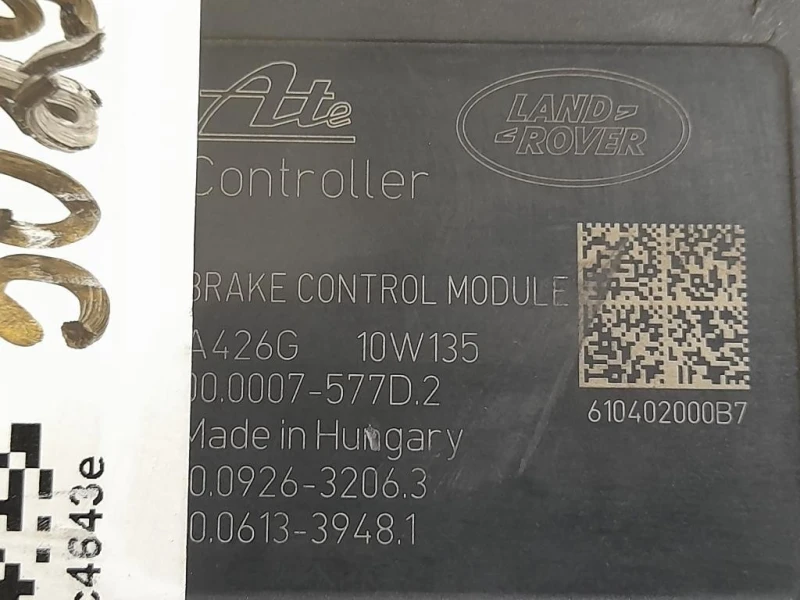 Ate
LAND
ROVER
Controller
BRAKE CONTROL MODULE
A426G 10W135
00.0007-577D.2
610402000B7
Made in Hungary
0.0926-3206.3
0.0613-3948.1
c4643e